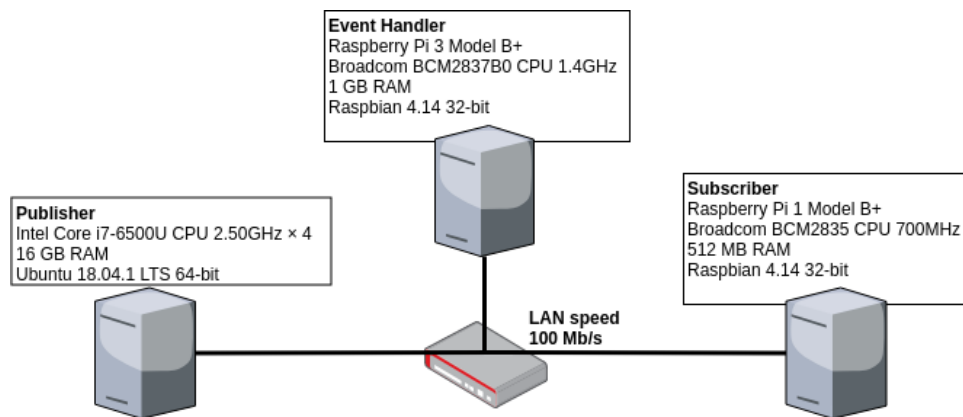 Event Handler
Raspberry Pi 3 Model B+
Broadcom BCM2837B0 CPU 1.4GHz
1 GB RAM
Raspbian 4.14 32-bit
Publisher
Intel Core i7-6500U CPU 2.50GHz × 4
16 GB RAM
Ubuntu 18.04.1 LTS 64-bit
Subscriber
Raspberry Pi 1 Model B+
Broadcom BCM2835 CPU 700MHz
512 MB RAM
Raspbian 4.14 32-bit
LAN speed
100 Mb/s